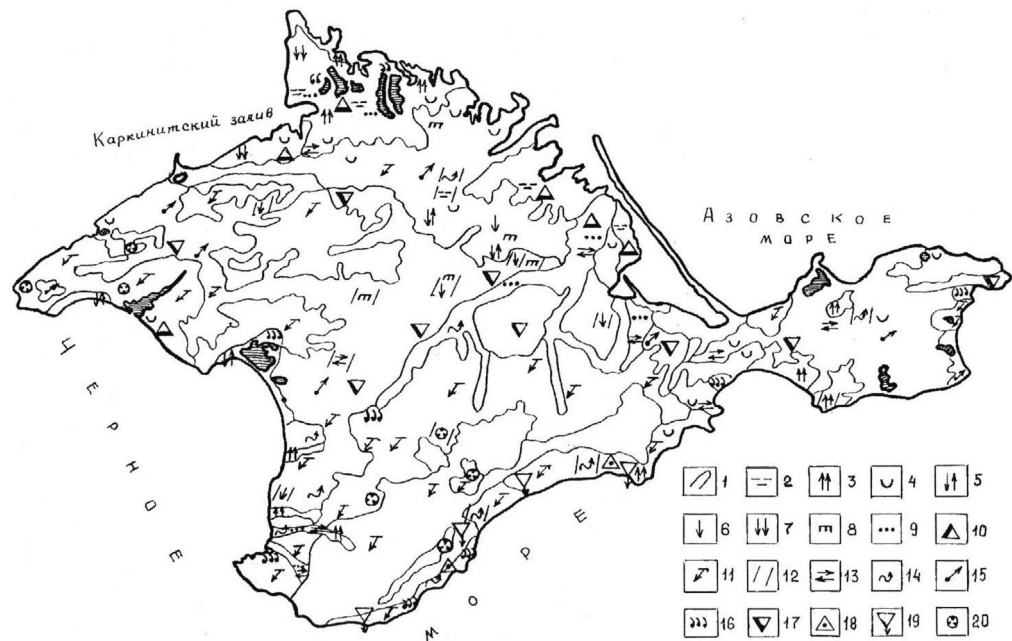 Каркинитский залив
АЗОВСКОЕ
МОРЕ
ЧЕРНОЕ
МОРЕ
1 2 3 4 5
6 7 8 9 10
11 12 13 14 15
16 17 18 19 20